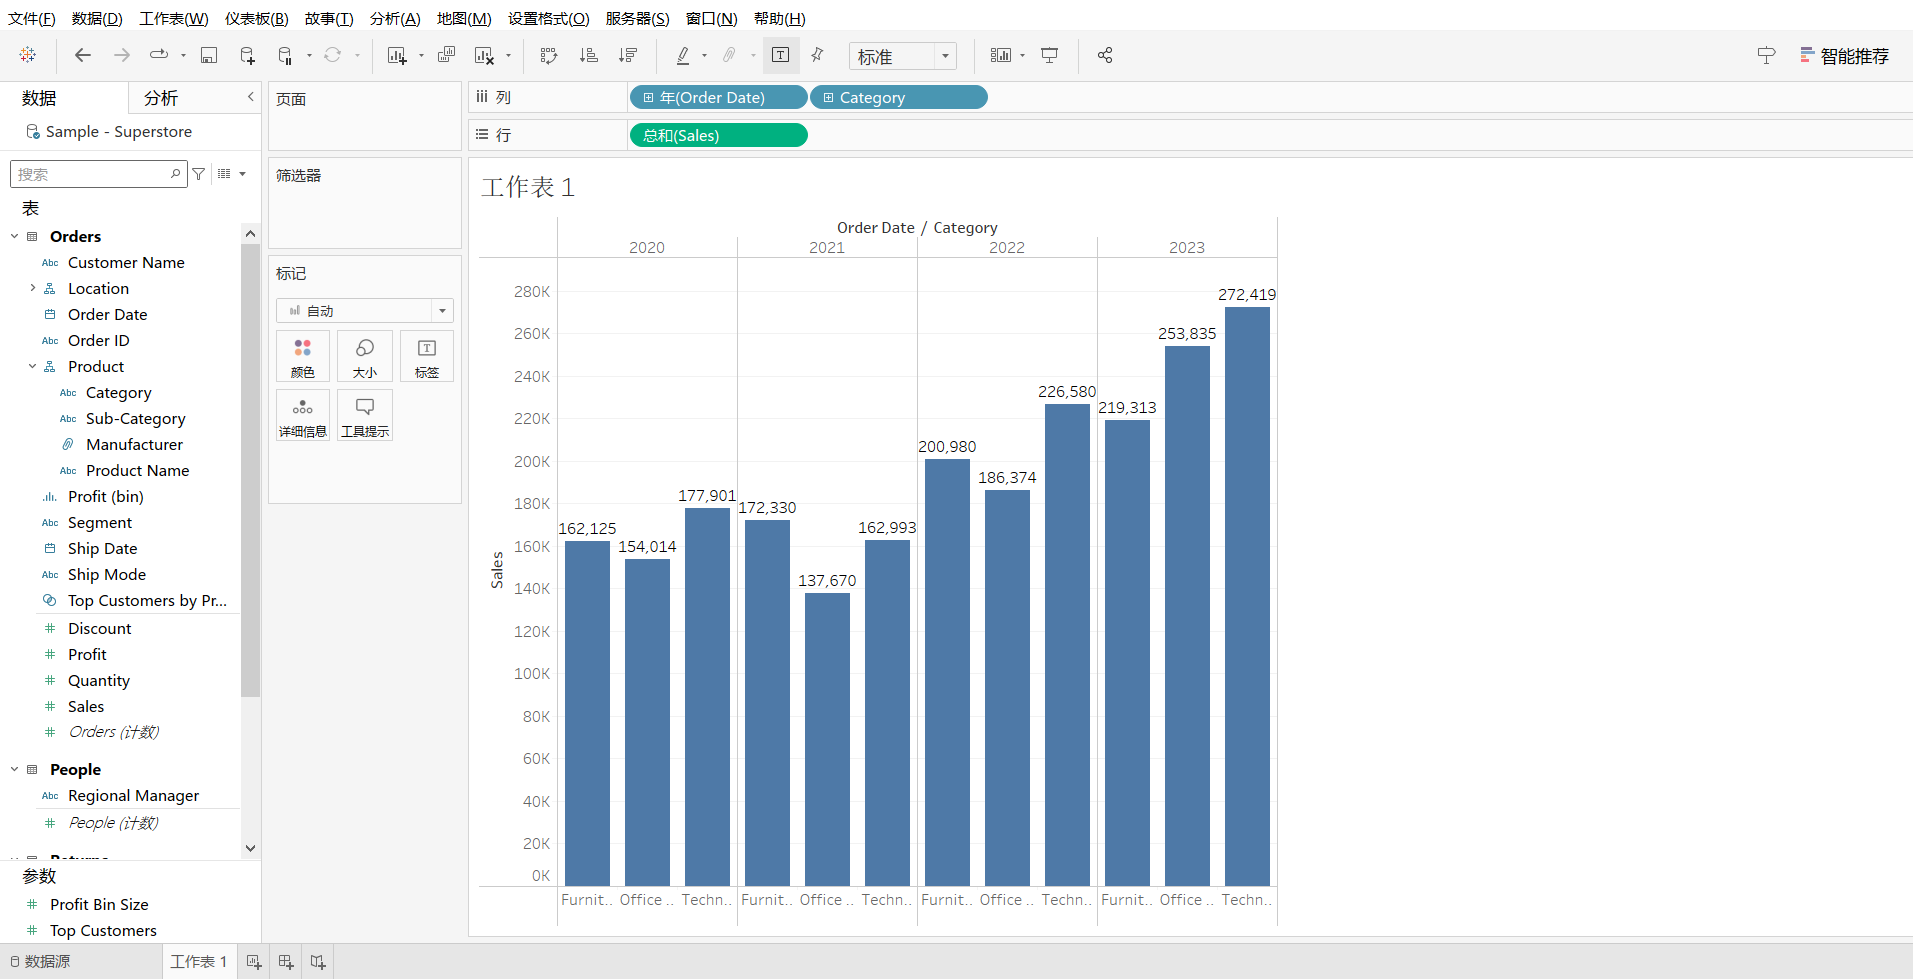 文件(F) 数据(D) 工作表(W) 仪表板(B) 故事(T) 分析(A) 地图(M) 设置格式(O) 服务器(S) 窗口(N) 帮助(H)
标准
智能推荐
数据 分析
Sample - Superstore
搜索
表
Orders
Abc Customer Name
Location
Order Date
Abc Order ID
Product
Abc Category
Abc Sub-Category
Manufacturer
Abc Product Name
Profit (bin)
Abc Segment
Ship Date
Abc Ship Mode
Top Customers by Pr...
# Discount
# Profit
# Quantity
# Sales
# Orders (计数)
People
Abc Regional Manager
# People (计数)
参数
# Profit Bin Size
# Top Customers
页面
筛选器
标记
自动
颜色 大小 标签
详细信息 工具提示
列 年(Order Date) Category
行 总和(Sales)
工作表 1
Order Date / Category
2020 2021 2022 2023
280K
260K
240K
220K
200K
180K
160K
140K
120K
100K
80K
60K
40K
20K
0K
Sales
162,125 154,014 177,901 172,330 137,670 162,993 200,980 186,374 226,580 219,313 253,835 272,419
Furnit.. Office .. Techn.. Furnit.. Office .. Techn.. Furnit.. Office .. Techn.. Furnit.. Office .. Techn..
数据源 工作表 1